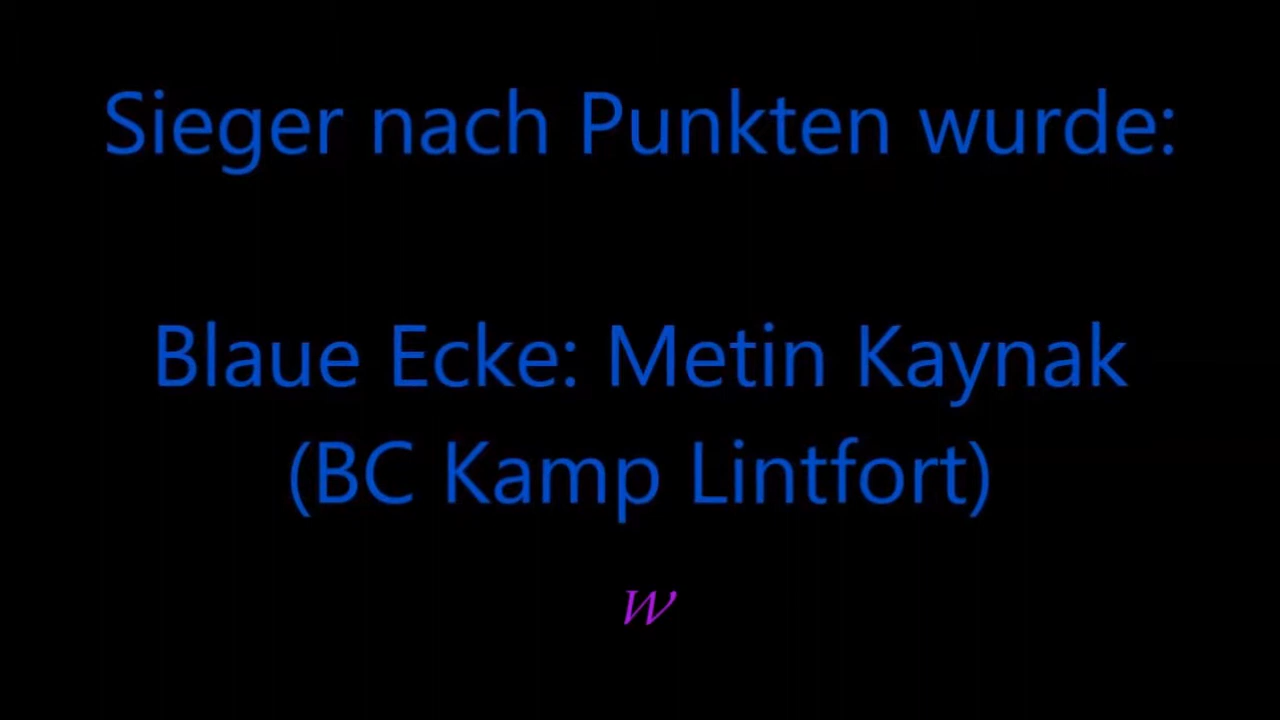 Sieger nach Punkten wurde:
Blaue Ecke: Metin Kaynak
(BC Kamp Lintfort)
w